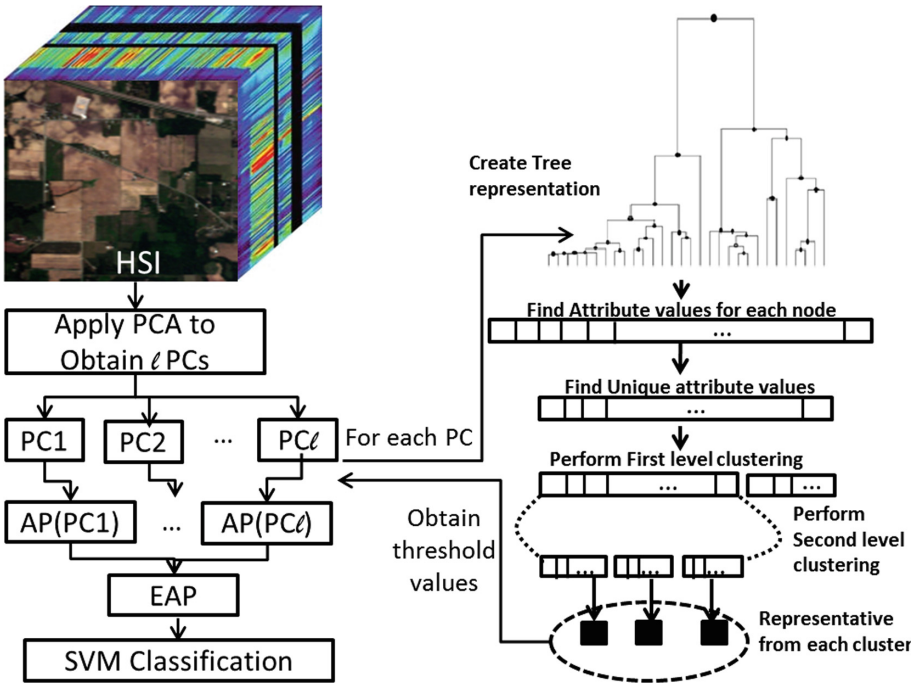 HSI
Apply PCA to
Obtain ℓ PCs
PC1
PC2
...
PCℓ
For each PC
AP(PC1)
...
AP(PCℓ)
EAP
SVM Classification
Create Tree
representation
Find Attribute values for each node
...
Find Unique attribute values
...
Perform First level clustering
...
...
Perform
Second level
clustering
...
...
...
Obtain
threshold
values
Representative
from each cluster